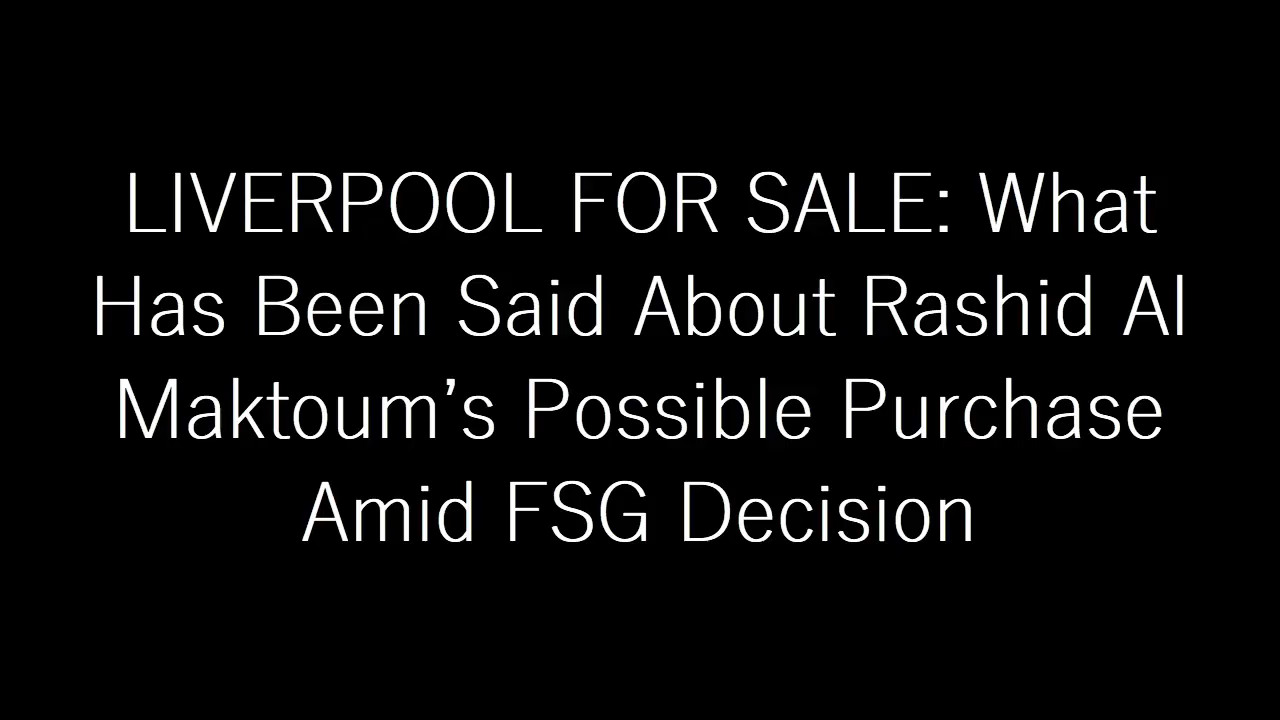 LIVERPOOL FOR SALE: What
Has Been Said About Rashid Al
Maktoum’s Possible Purchase
Amid FSG Decision